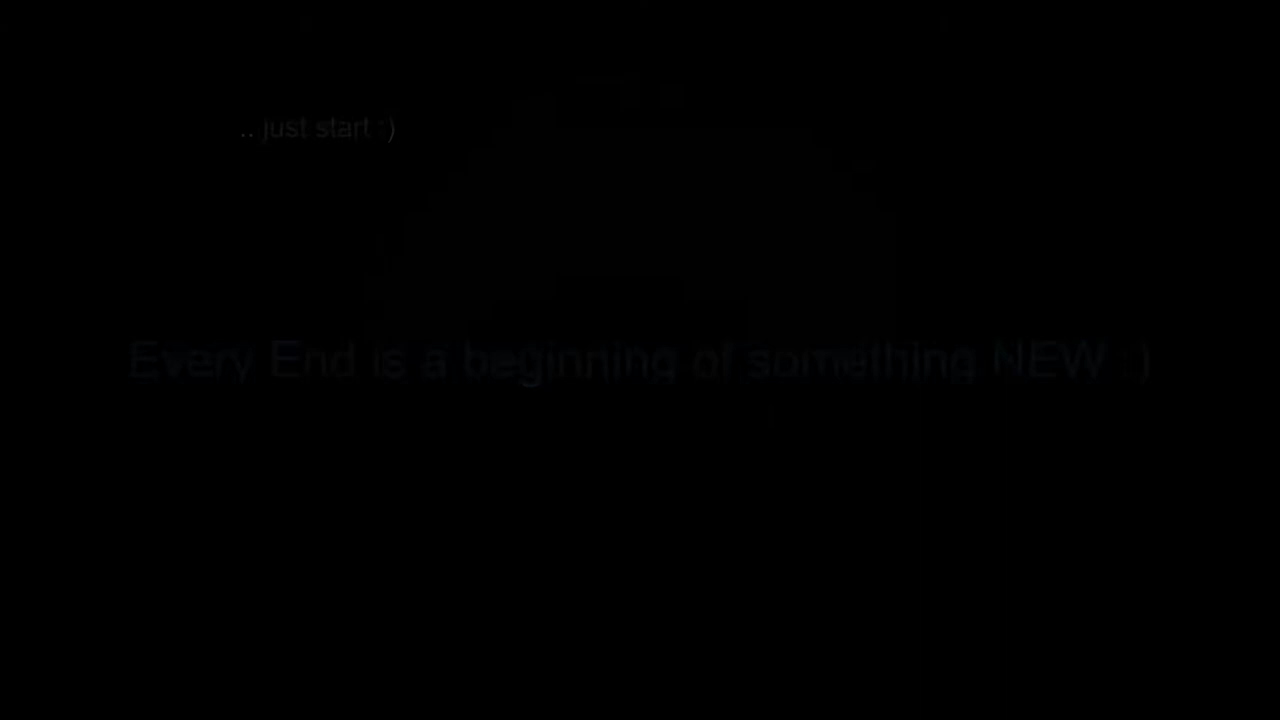 .. just start :)
Every End is a beginning of something NEW :)